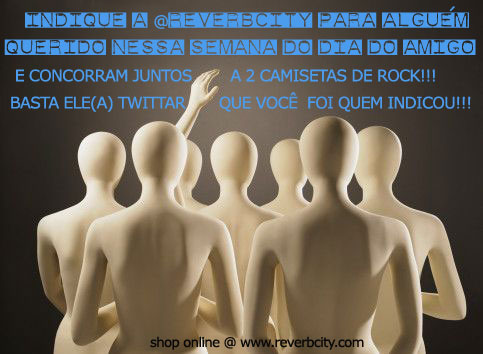 INDIQUE A @REVERBCITY PARA ALGUÉM
QUERIDO NESSA SEMANA DO DIA DO AMIGO
E CONCORRAM JUNTOS A 2 CAMISETAS DE ROCK!!!
BASTA ELE(A) TWITTAR QUE VOCÊ FOI QUEM INDICOU!!!
shop online @ www.reverbcity.com